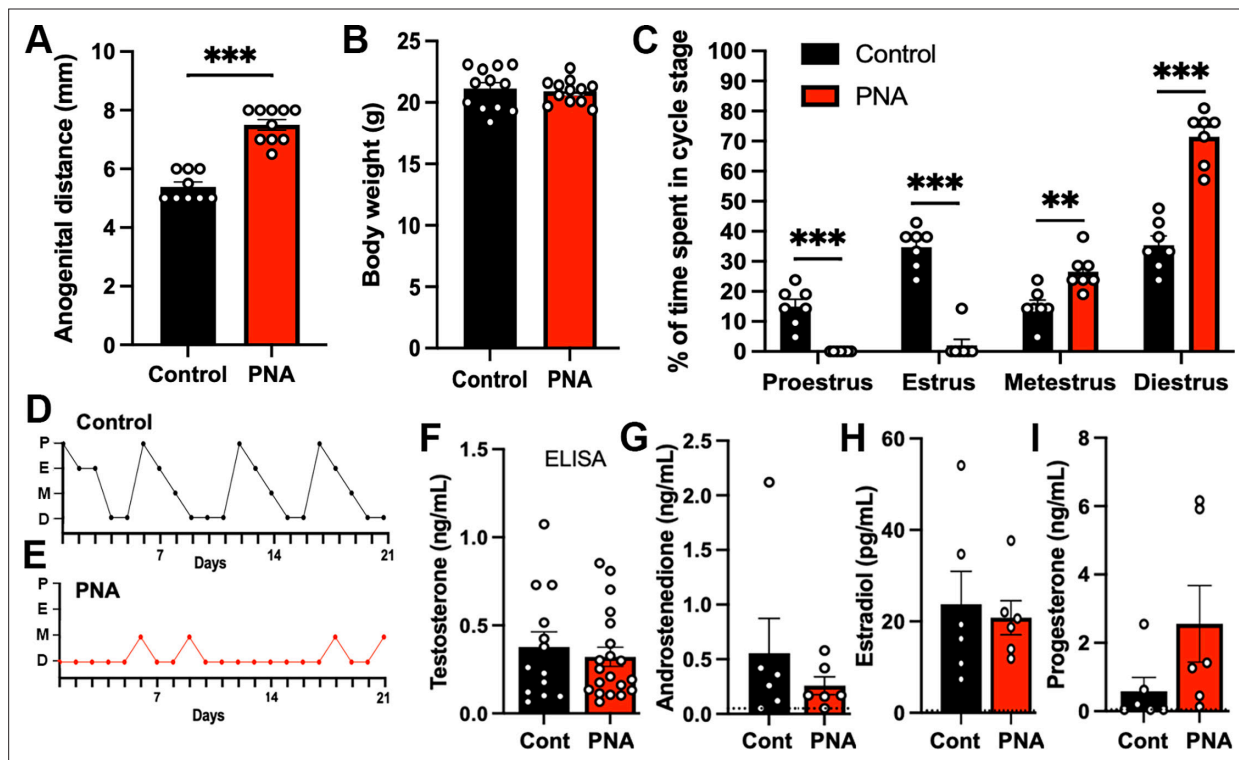 A
Anogenital distance (mm)
10
8
6
4
2
0
***
Control
PNA
B
Body weight (g)
25
20
15
10
5
0
Control
PNA
C
% of time spent in cycle stage
100
90
80
70
60
50
40
30
20
10
0
Control
PNA
***
***
**
***
Proestrus
Estrus
Metestrus
Diestrus
D
Control
P
E
M
D
7
14
21
Days
E
PNA
P
E
M
D
7
14
21
Days
F
Testosterone (ng/mL)
1.5
1.0
0.5
0.0
ELISA
Cont
PNA
G
Androstenedione (ng/mL)
2.5
2.0
1.5
1.0
0.5
0.0
Cont
PNA
H
Estradiol (pg/mL)
60
40
20
0
Cont
PNA
I
Progesterone (ng/mL)
8
6
4
2
0
Cont
PNA